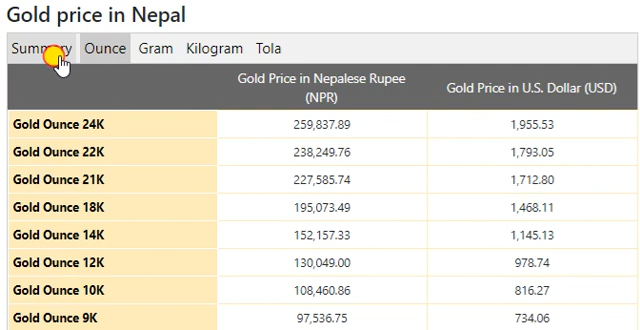 Gold price in Nepal
Summary Ounce Gram Kilogram Tola
Gold Price in Nepalese Rupee (NPR) Gold Price in U.S. Dollar (USD)
Gold Ounce 24K 259,837.89 1,955.53
Gold Ounce 22K 238,249.76 1,793.05
Gold Ounce 21K 227,585.74 1,712.80
Gold Ounce 18K 195,073.49 1,468.11
Gold Ounce 14K 152,157.33 1,145.13
Gold Ounce 12K 130,049.00 978.74
Gold Ounce 10K 108,460.86 816.27
Gold Ounce 9K 97,536.75 734.06